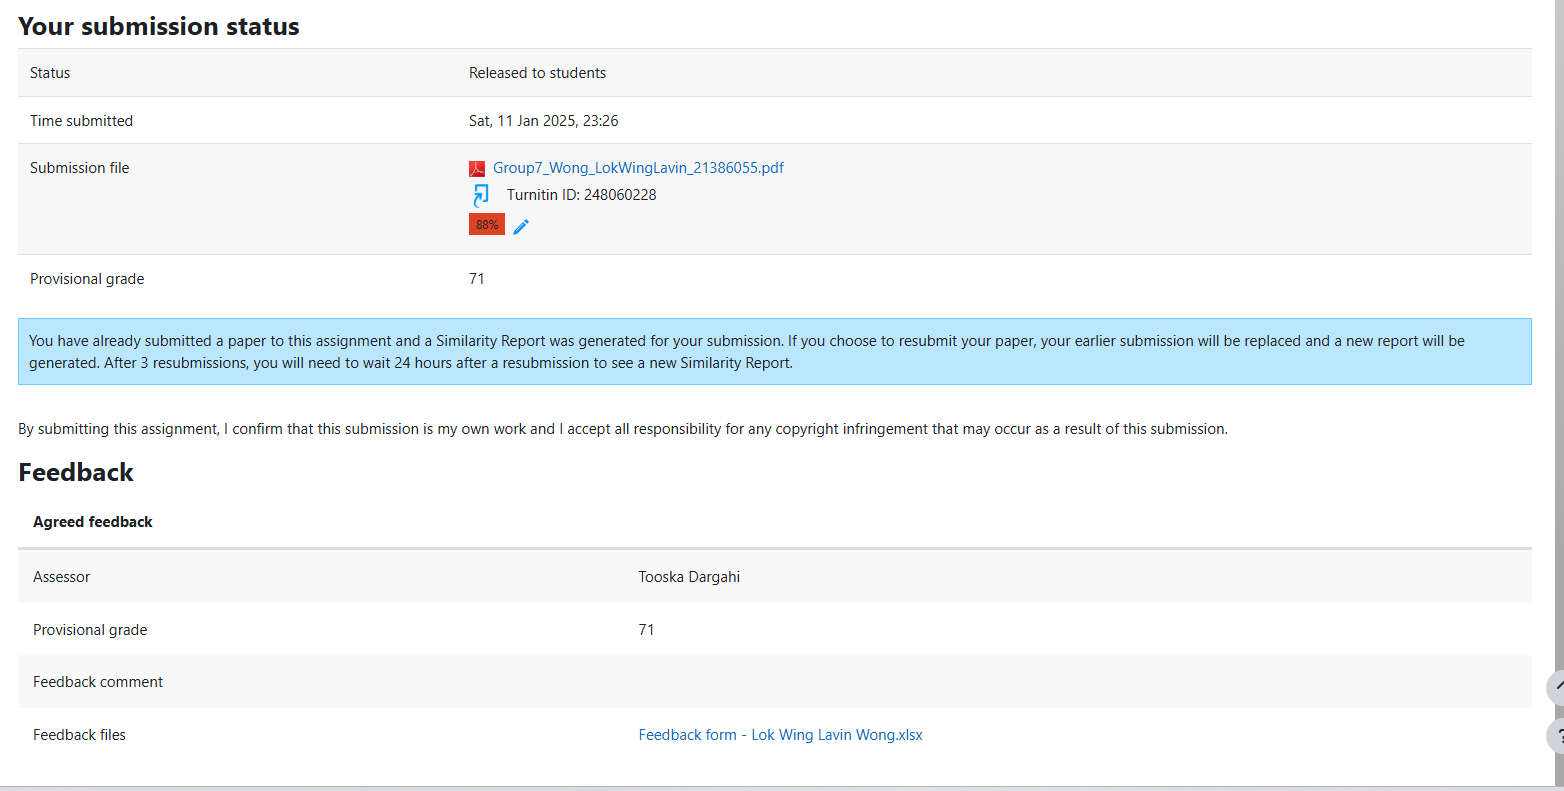 Your submission status
Status Released to students
Time submitted Sat, 11 Jan 2025, 23:26
Submission file Group7_Wong_LokWingLavin_21386055.pdf
Turnitin ID: 248060228
88%
Provisional grade 71
You have already submitted a paper to this assignment and a Similarity Report was generated for your submission. If you choose to resubmit your paper, your earlier submission will be replaced and a new report will be
generated. After 3 resubmissions, you will need to wait 24 hours after a resubmission to see a new Similarity Report.
By submitting this assignment, I confirm that this submission is my own work and I accept all responsibility for any copyright infringement that may occur as a result of this submission.
Feedback
Agreed feedback
Assessor Tooska Dargahi
Provisional grade 71
Feedback comment
Feedback files Feedback form - Lok Wing Lavin Wong.xlsx
?